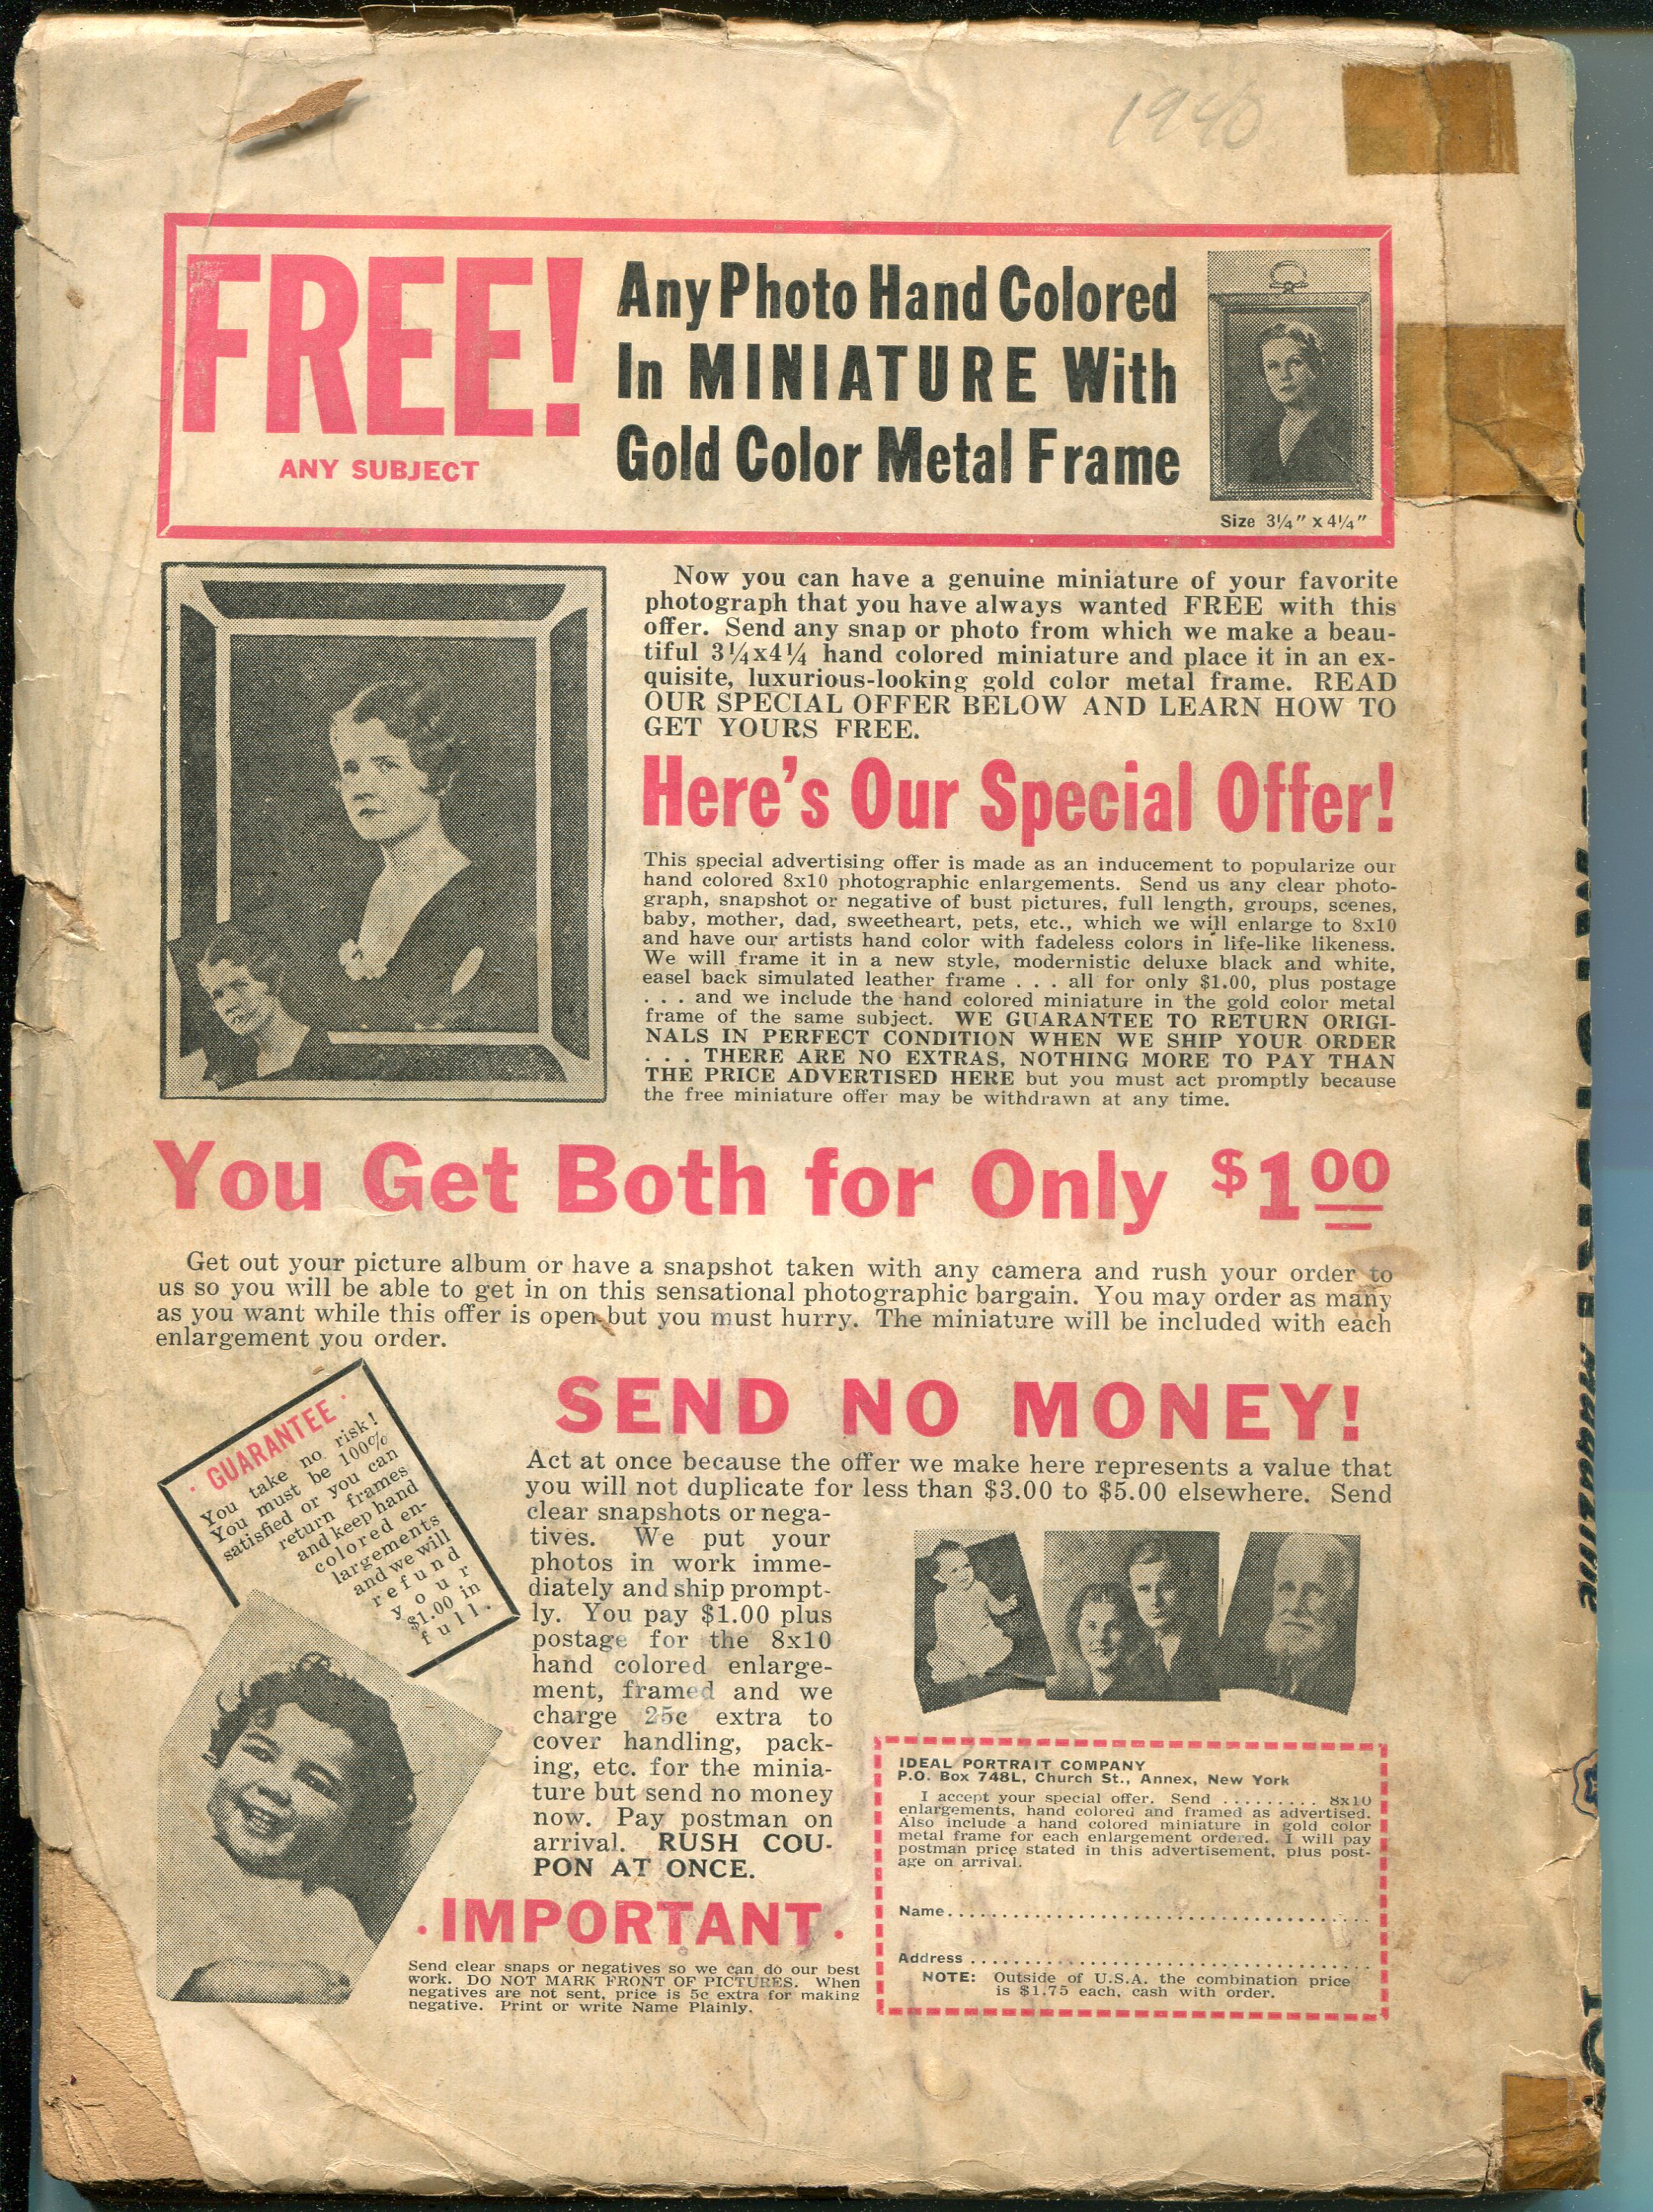 1940
FREE!
ANY SUBJECT
Any Photo Hand Colored
In MINIATURE With
Gold Color Metal Frame
Size 3¼" x 4¼"
Now you can have a genuine miniature of your favorite
photograph that you have always wanted FREE with this
offer. Send any snap or photo from which we make a beau-
tiful 3¼x4¼ hand colored miniature and place it in an ex-
quisite, luxurious-looking gold color metal frame. READ
OUR SPECIAL OFFER BELOW AND LEARN HOW TO
GET YOURS FREE.
Here's Our Special Offer!
This special advertising offer is made as an inducement to popularize our
hand colored 8x10 photographic enlargements. Send us any clear photo-
graph, snapshot or negative of bust pictures, full length, groups, scenes,
baby, mother, dad, sweetheart, pets, etc., which we will enlarge to 8x10
and have our artists hand color with fadeless colors in life-like likeness.
We will frame it in a new style, modernistic deluxe black and white,
easel back simulated leather frame . . . all for only $1.00, plus postage
. . . and we include the hand colored miniature in the gold color metal
frame of the same subject. WE GUARANTEE TO RETURN ORIGI-
NALS IN PERFECT CONDITION WHEN WE SHIP YOUR ORDER
. . . THERE ARE NO EXTRAS, NOTHING MORE TO PAY THAN
THE PRICE ADVERTISED HERE but you must act promptly because
the free miniature offer may be withdrawn at any time.
You Get Both for Only $1.00
Get out your picture album or have a snapshot taken with any camera and rush your order to
us so you will be able to get in on this sensational photographic bargain. You may order as many
as you want while this offer is open but you must hurry. The miniature will be included with each
enlargement you order.
· GUARANTEE ·
You take no risk!
You must be 100%
satisfied or you can
return frames
and keep hand
colored en-
largements
and we will
refund
your
$1.00 in
full.
SEND NO MONEY!
Act at once because the offer we make here represents a value that
you will not duplicate for less than $3.00 to $5.00 elsewhere. Send
clear snapshots or nega-
tives. We put your
photos in work imme-
diately and ship prompt-
ly. You pay $1.00 plus
postage for the 8x10
hand colored enlarge-
ment, framed and we
charge 25c extra to
cover handling, pack-
ing, etc. for the minia-
ture but send no money
now. Pay postman on
arrival. RUSH COU-
PON AT ONCE.
· IMPORTANT ·
Send clear snaps or negatives so we can do our best
work. DO NOT MARK FRONT OF PICTURES. When
negatives are not sent, price is 5c extra for making
negative. Print or write Name Plainly.
IDEAL PORTRAIT COMPANY
P.O. Box 748L, Church St., Annex, New York
I accept your special offer. Send ......... 8x10
enlargements, hand colored and framed as advertised.
Also include a hand colored miniature in gold color
metal frame for each enlargement ordered. I will pay
postman price stated in this advertisement, plus post-
age on arrival.
Name......................................
Address ...................................
NOTE: Outside of U.S.A. the combination price
is $1.75 each, cash with order.
Magazine